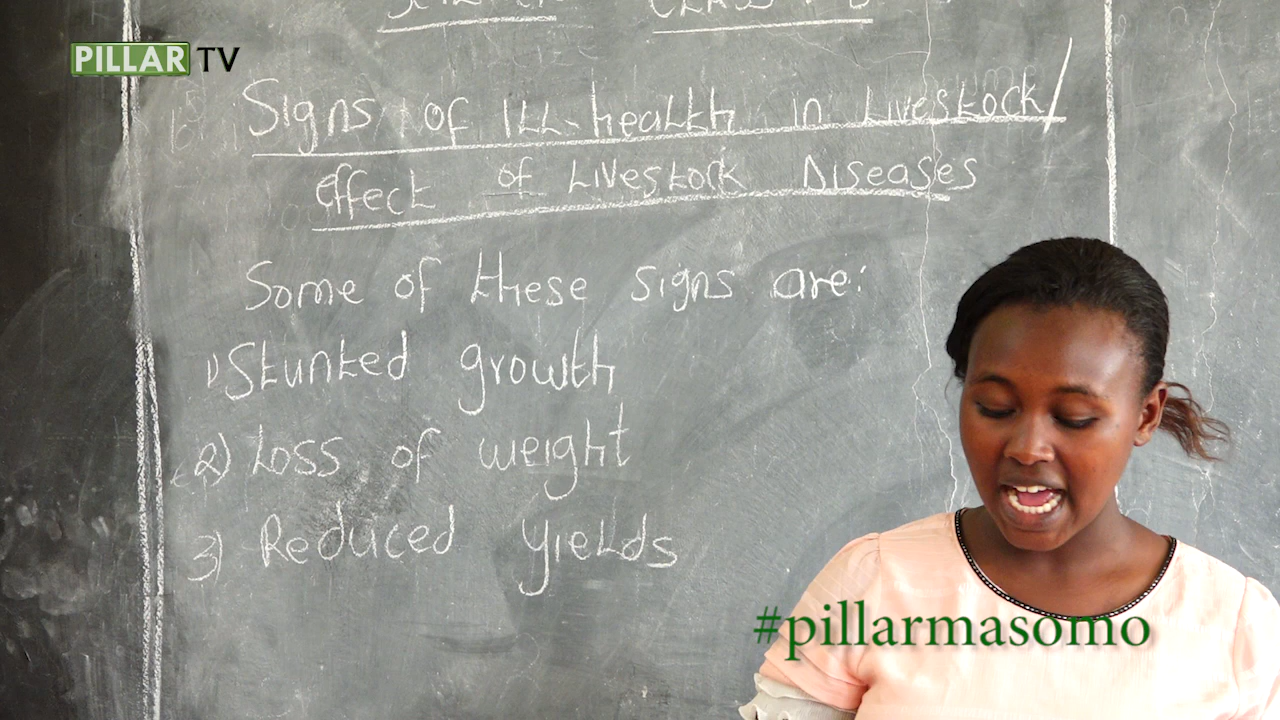 PILLAR TV
Signs of Ill-health in Livestock/
effect of Livestock Diseases
Some of these signs are:
1) Stunted growth
2) Loss of weight
3) Reduced yields
#pillarmasomo